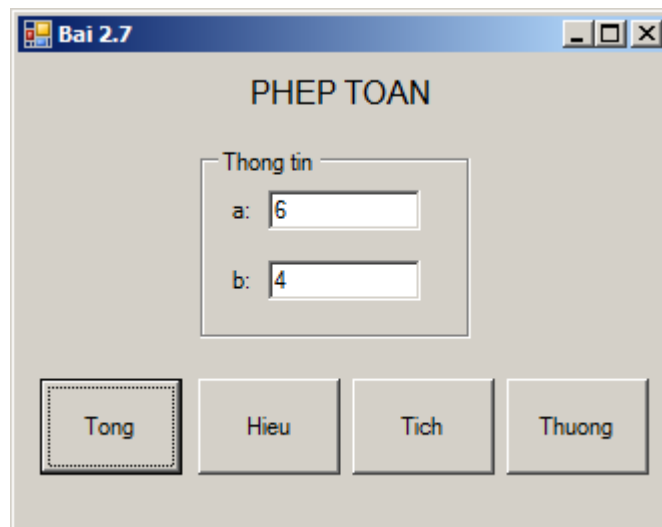 Bai 2.7
PHEP TOAN
Thong tin
a: 6
b: 4
Tong Hieu Tich Thuong